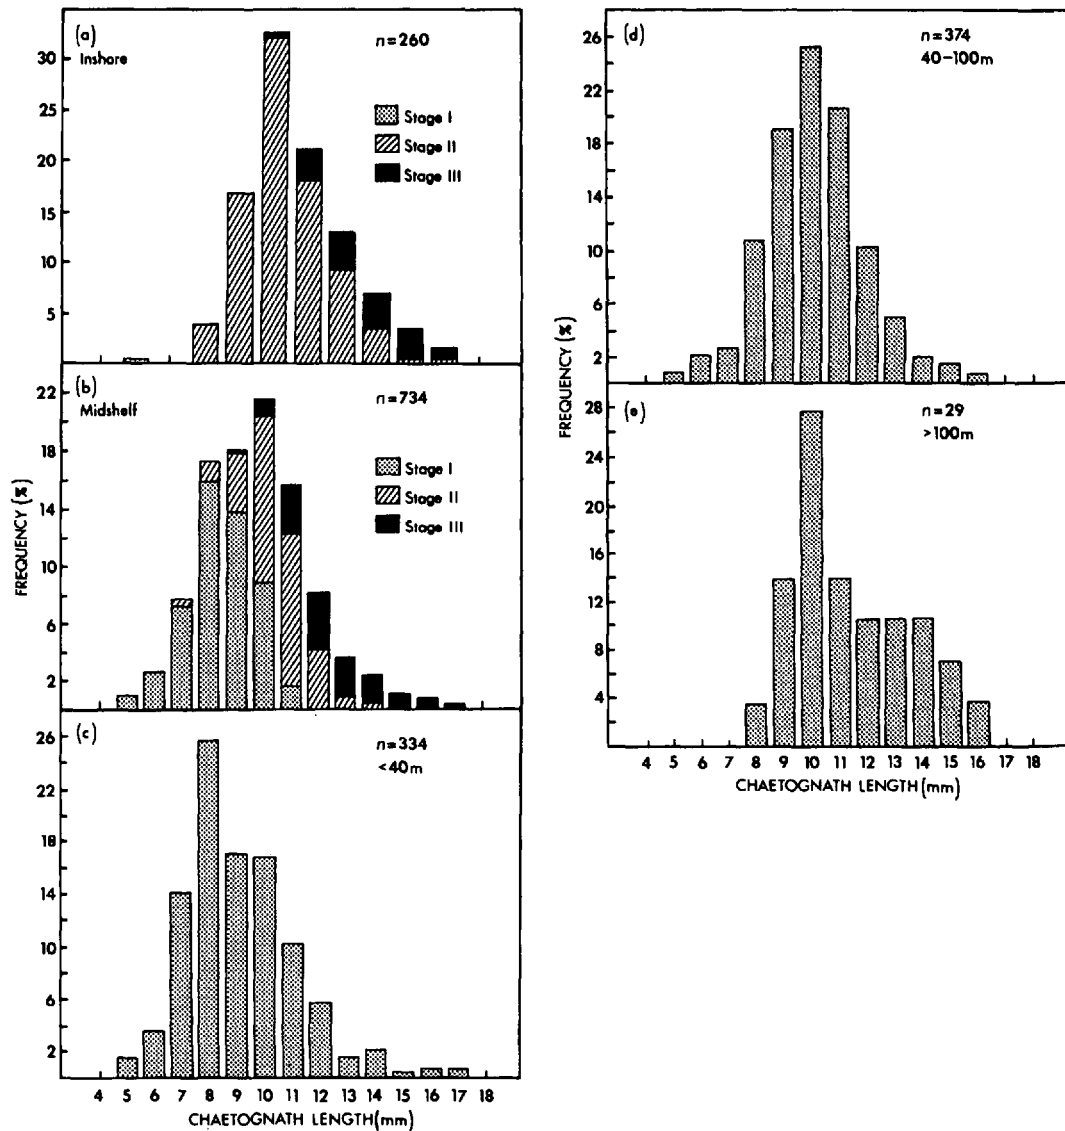 (a)
Inshore
n=260
Stage I
Stage II
Stage III
30
25
20
15
10
5
(b)
Midshelf
n=734
Stage I
Stage II
Stage III
22
18
14
10
6
2
FREQUENCY (%)
(c)
n=334
<40m
26
22
18
14
10
6
2
4 5 6 7 8 9 10 11 12 13 14 15 16 17 18
CHAETOGNATH LENGTH (mm)
(d)
n=374
40-100m
26
22
18
14
10
6
2
FREQUENCY (%)
(e)
n=29
>100m
28
24
20
16
12
8
4
4 5 6 7 8 9 10 11 12 13 14 15 16 17 18
CHAETOGNATH LENGTH (mm)